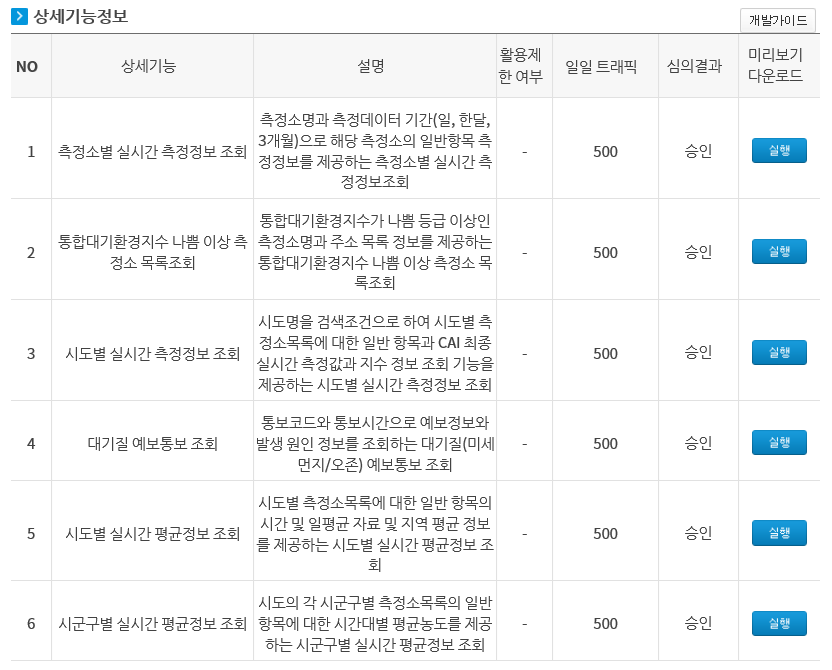 상세기능정보
개발가이드
NO
상세기능
설명
활용제
한 여부
일일 트래픽
심의결과
미리보기
다운로드
1
측정소별 실시간 측정정보 조회
측정소명과 측정데이터 기간(일, 한달,
3개월)으로 해당 측정소의 일반항목 측
정정보를 제공하는 측정소별 실시간 측
정정보조회
-
500
승인
실행
2
통합대기환경지수 나쁨 이상 측
정소 목록조회
통합대기환경지수가 나쁨 등급 이상인
측정소명과 주소 목록 정보를 제공하는
통합대기환경지수 나쁨 이상 측정소 목
록조회
-
500
승인
실행
3
시도별 실시간 측정정보 조회
시도명을 검색조건으로 하여 시도별 측
정소목록에 대한 일반 항목과 CAI 최종
실시간 측정값과 지수 정보 조회 기능을
제공하는 시도별 실시간 측정정보 조회
-
500
승인
실행
4
대기질 예보통보 조회
통보코드와 통보시간으로 예보정보와
발생 원인 정보를 조회하는 대기질(미세
먼지/오존) 예보통보 조회
-
500
승인
실행
5
시도별 실시간 평균정보 조회
시도별 측정소목록에 대한 일반 항목의
시간 및 일평균 자료 및 지역 평균 정보
를 제공하는 시도별 실시간 평균정보 조
회
-
500
승인
실행
6
시군구별 실시간 평균정보 조회
시도의 각 시군구별 측정소목록의 일반
항목에 대한 시간대별 평균농도를 제공
하는 시군구별 실시간 평균정보 조회
-
500
승인
실행